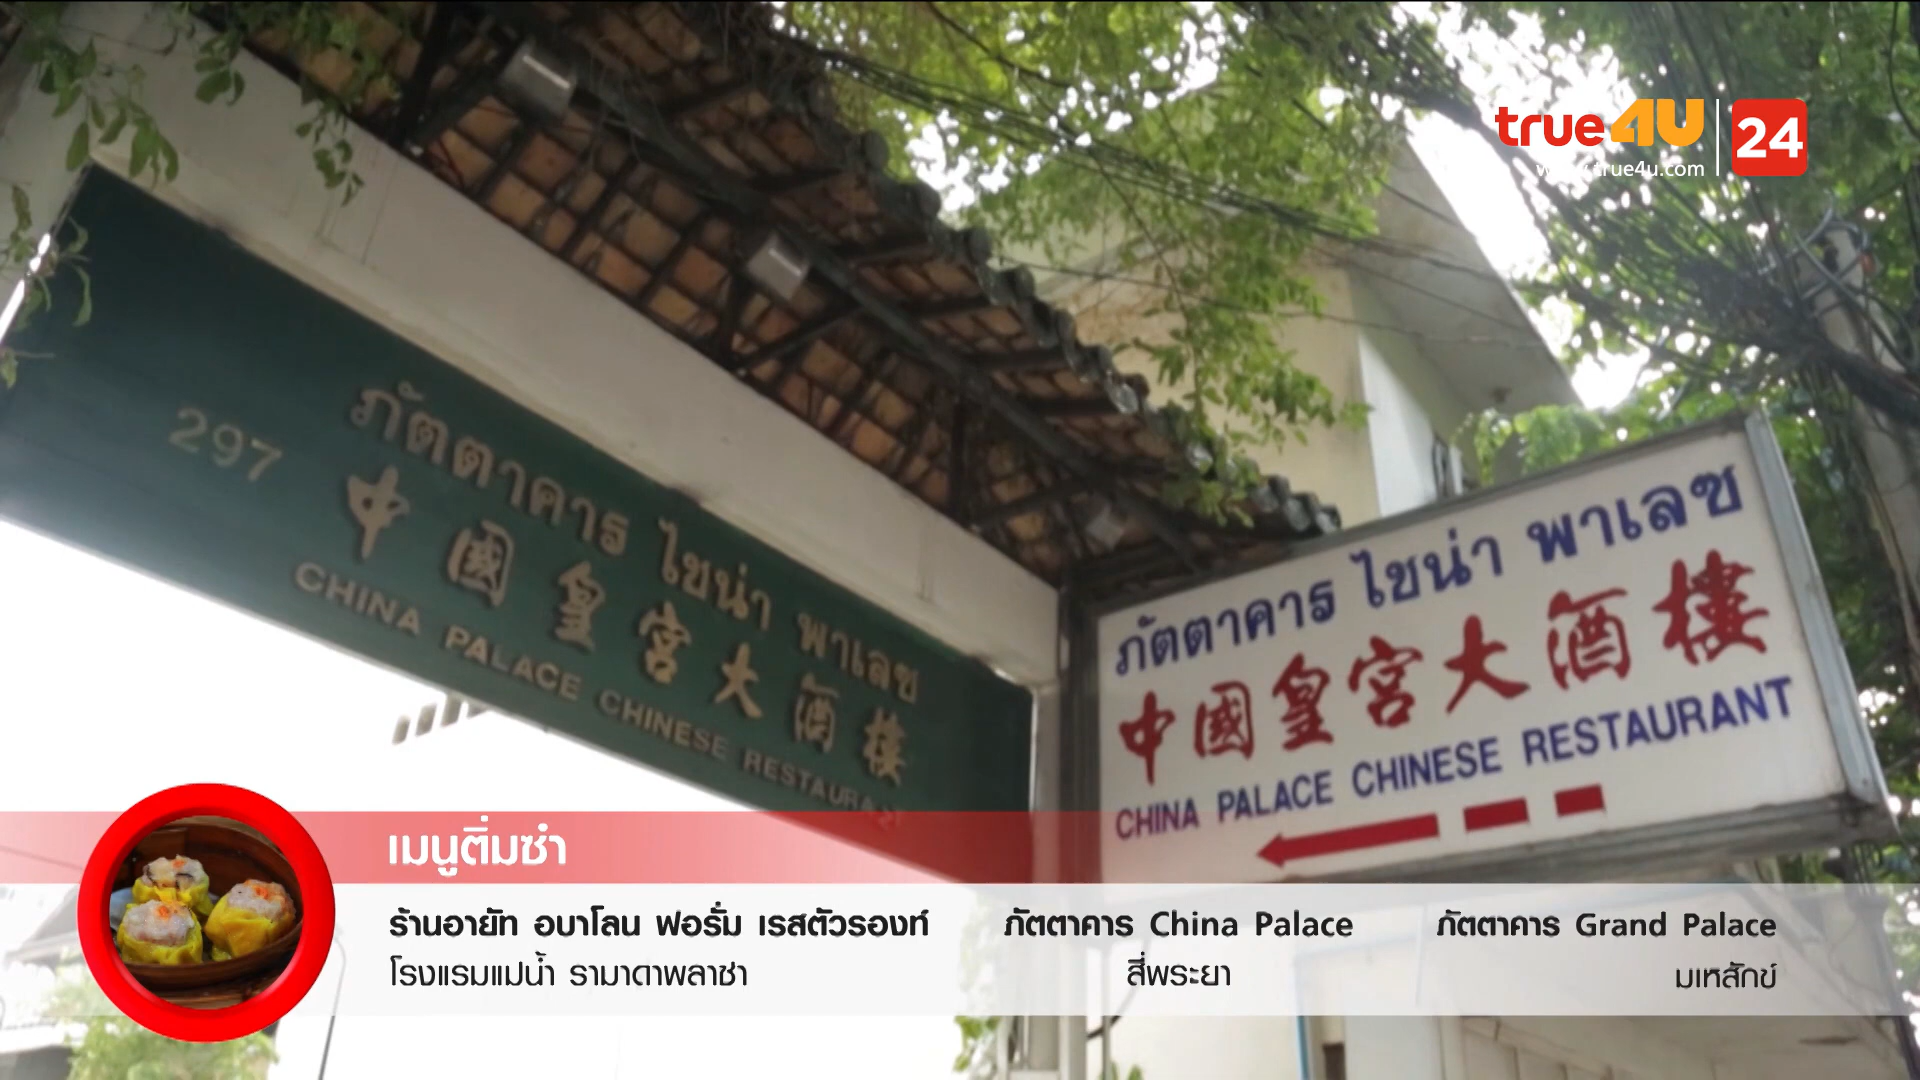 true4U 24
www.true4u.com
297
ภัตตาคาร ไชน่า พาเลซ
中國皇宮大酒樓
CHINA PALACE CHINESE RESTAURANT
ภัตตาคาร ไชน่า พาเลซ
中國皇宮大酒樓
CHINA PALACE CHINESE RESTAURANT
เมนูติ่มซำ
ร้านอายัท อบาโลน ฟอรั่ม เรสตัวรองท์
โรงแรมแม่น้ำ รามาดาพลาซา
ภัตตาคาร China Palace
สี่พระยา
ภัตตาคาร Grand Palace
มเหสักข์